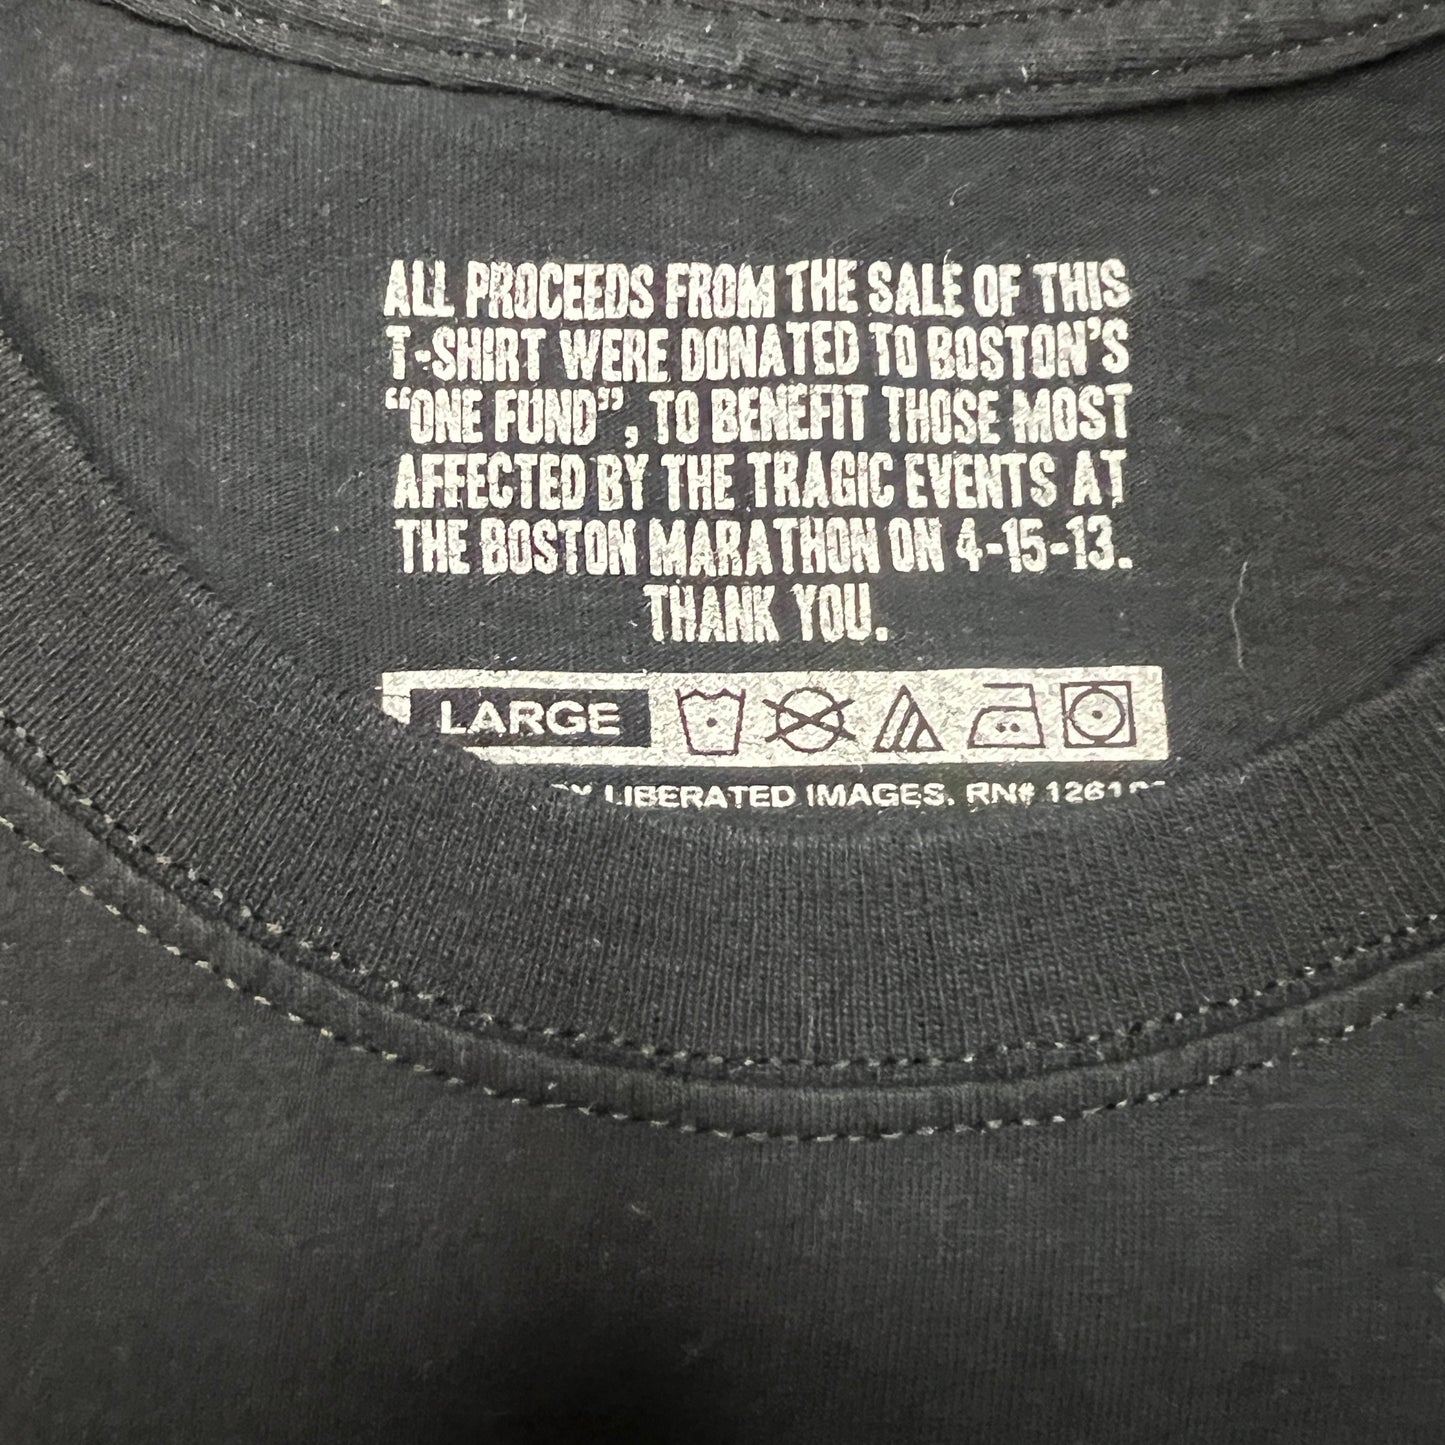 ALL PROCEEDS FROM THE SALE OF THIS
T-SHIRT WERE DONATED TO BOSTON'S
"ONE FUND", TO BENEFIT THOSE MOST
AFFECTED BY THE TRAGIC EVENTS AT
THE BOSTON MARATHON ON 4-15-13.
THANK YOU.
LARGE
LIBERATED IMAGES. RN#